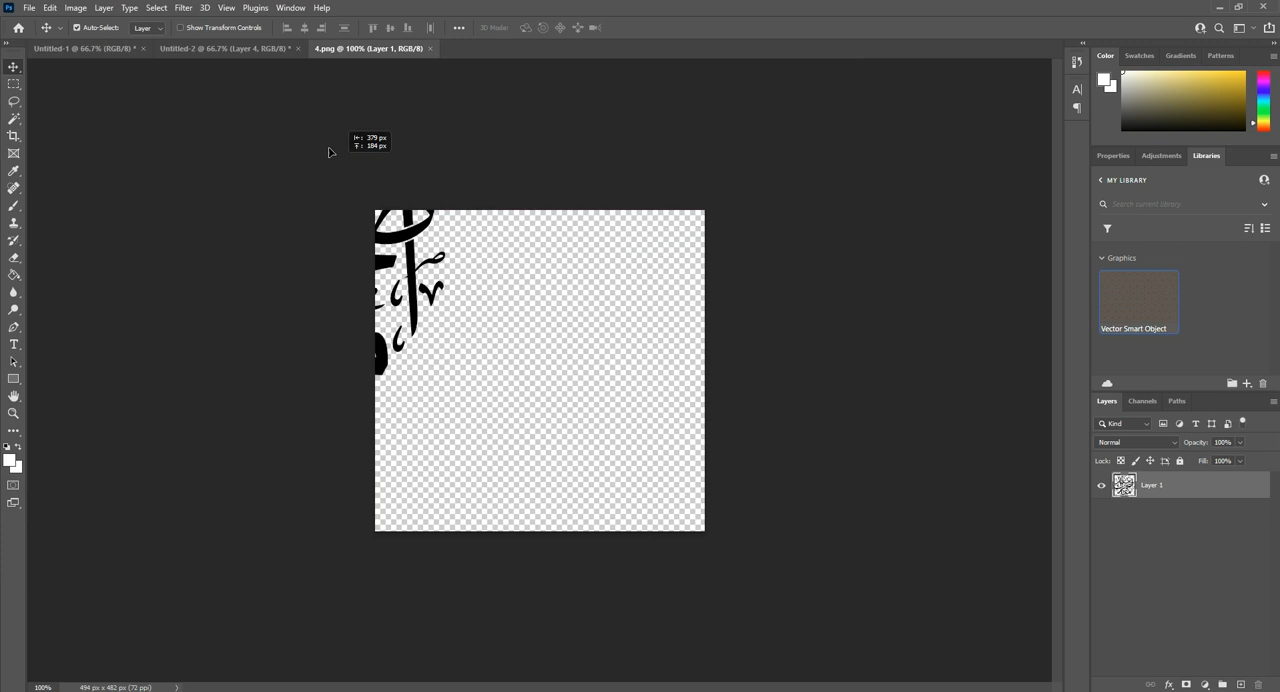 Ps File Edit Image Layer Type Select Filter 3D View Plugins Window Help
Auto-Select: Layer Show Transform Controls 3D Mode:
Untitled-1 @ 66.7% (RGB/8) * × Untitled-2 @ 66.7% (Layer 4, RGB/8) * × 4.png @ 100% (Layer 1, RGB/8) ×
Color Swatches Gradients Patterns
379 px
184 px
Properties Adjustments Libraries
MY LIBRARY
Search current library
Graphics
Vector Smart Object
Layers Channels Paths
Kind
Normal Opacity: 100%
Lock: Fill: 100%
Layer 1
100% 494 px x 482 px (72 ppi)